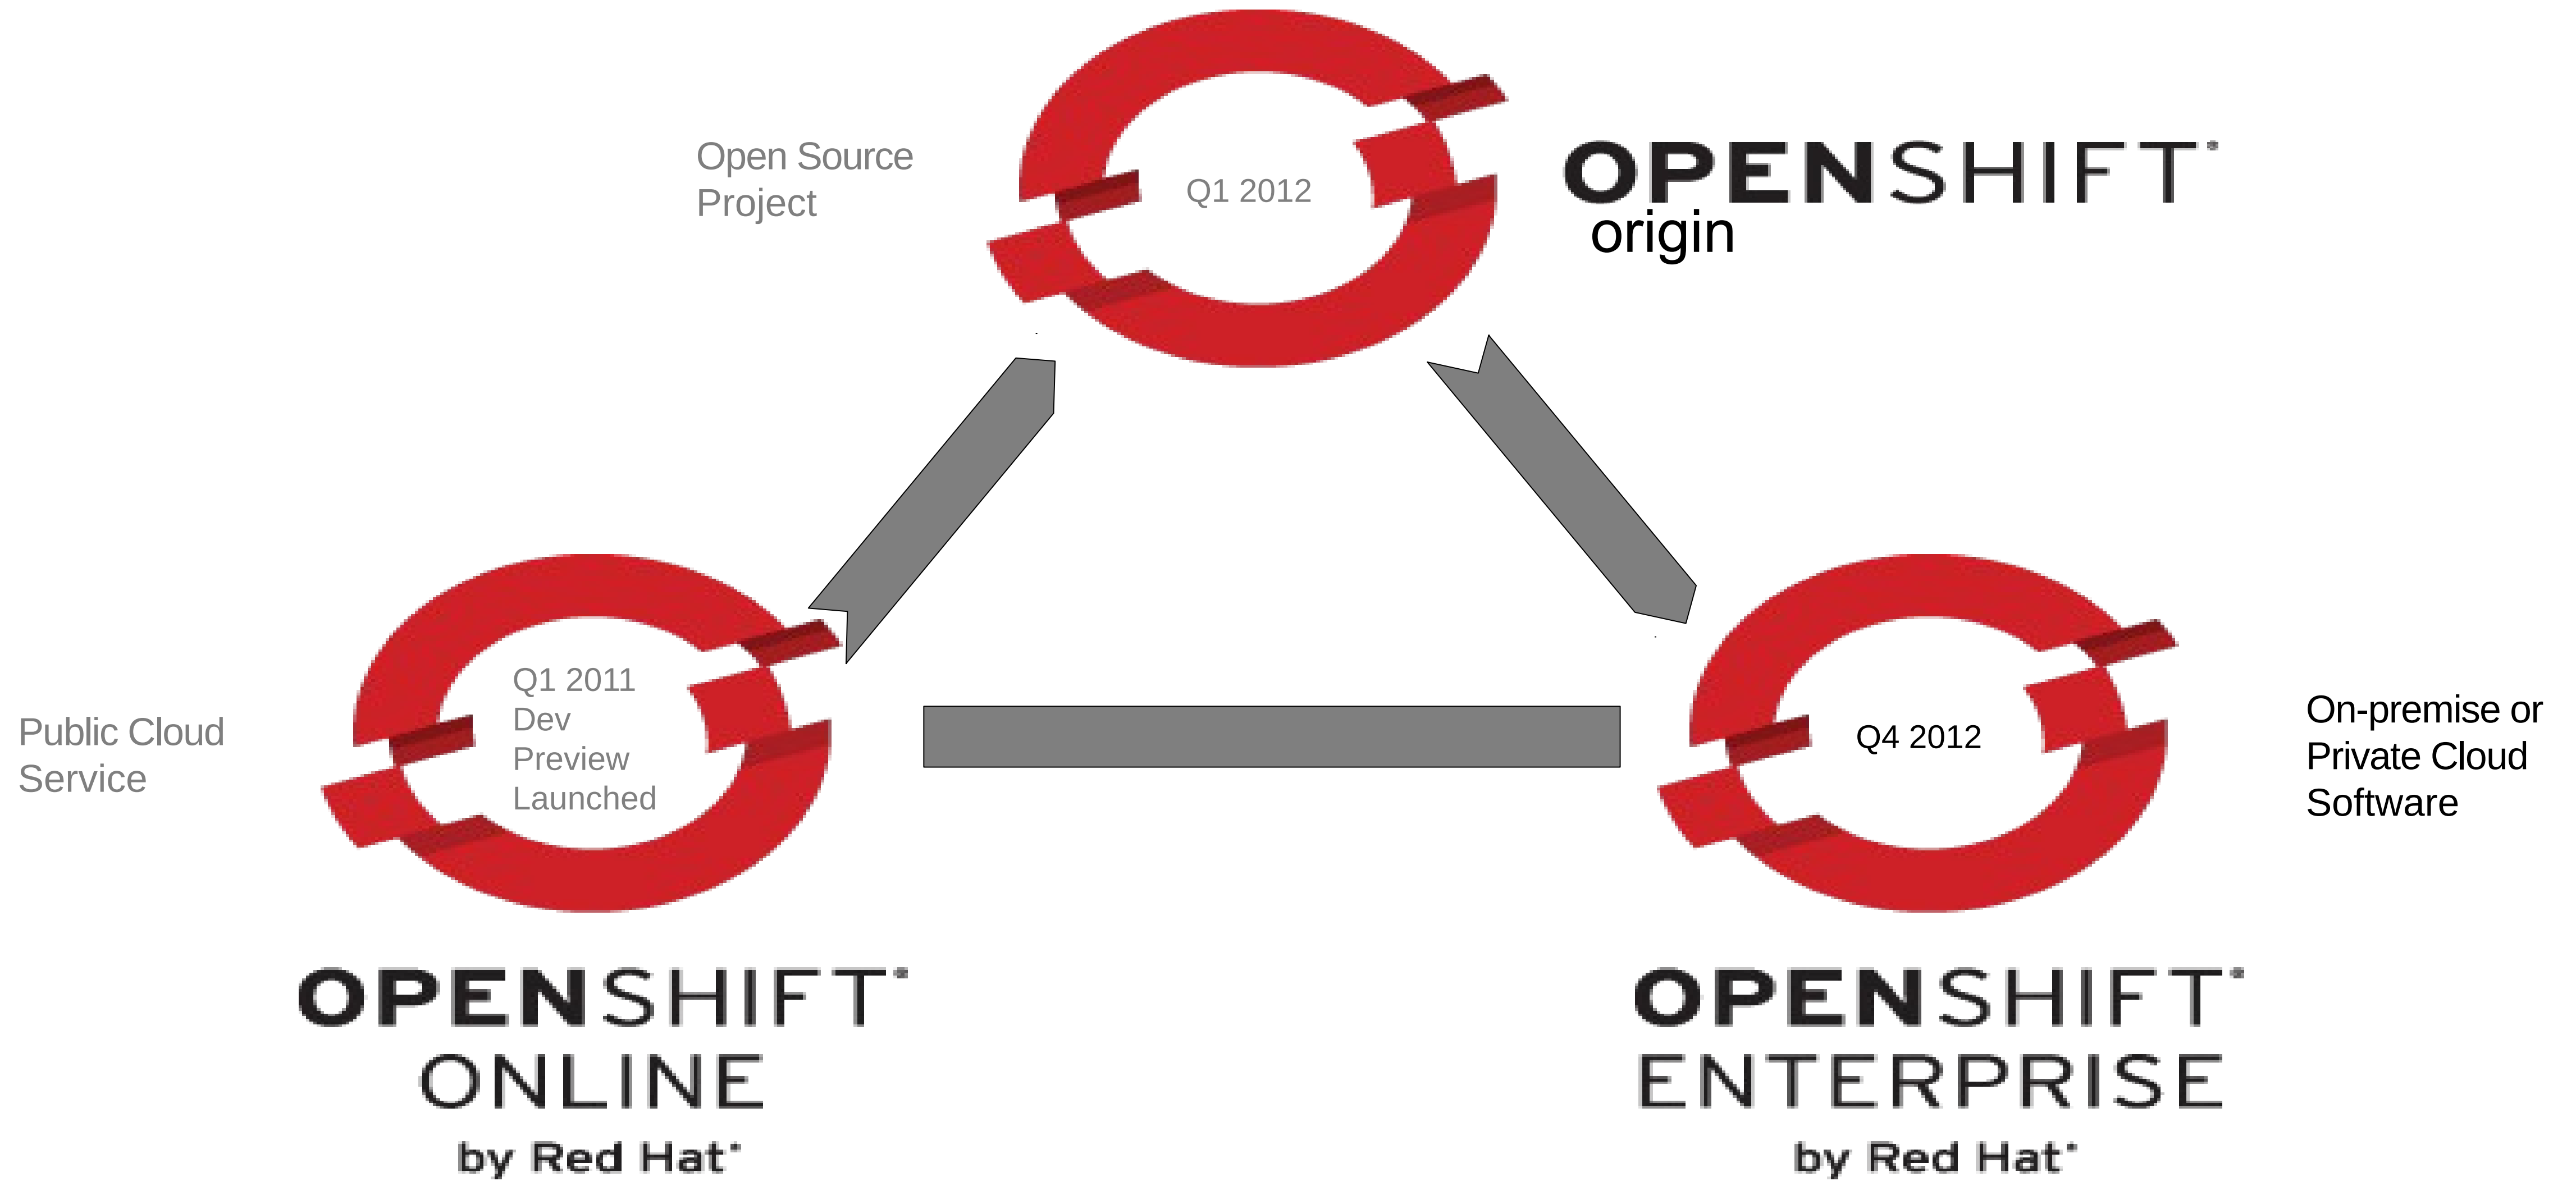 Open Source
Project
Q1 2012
OPENSHIFT
origin
Q1 2011
Dev
Preview
Launched
Public Cloud
Service
OPENSHIFT
ONLINE
by Red Hat
Q4 2012
On-premise or
Private Cloud
Software
OPENSHIFT
ENTERPRISE
by Red Hat